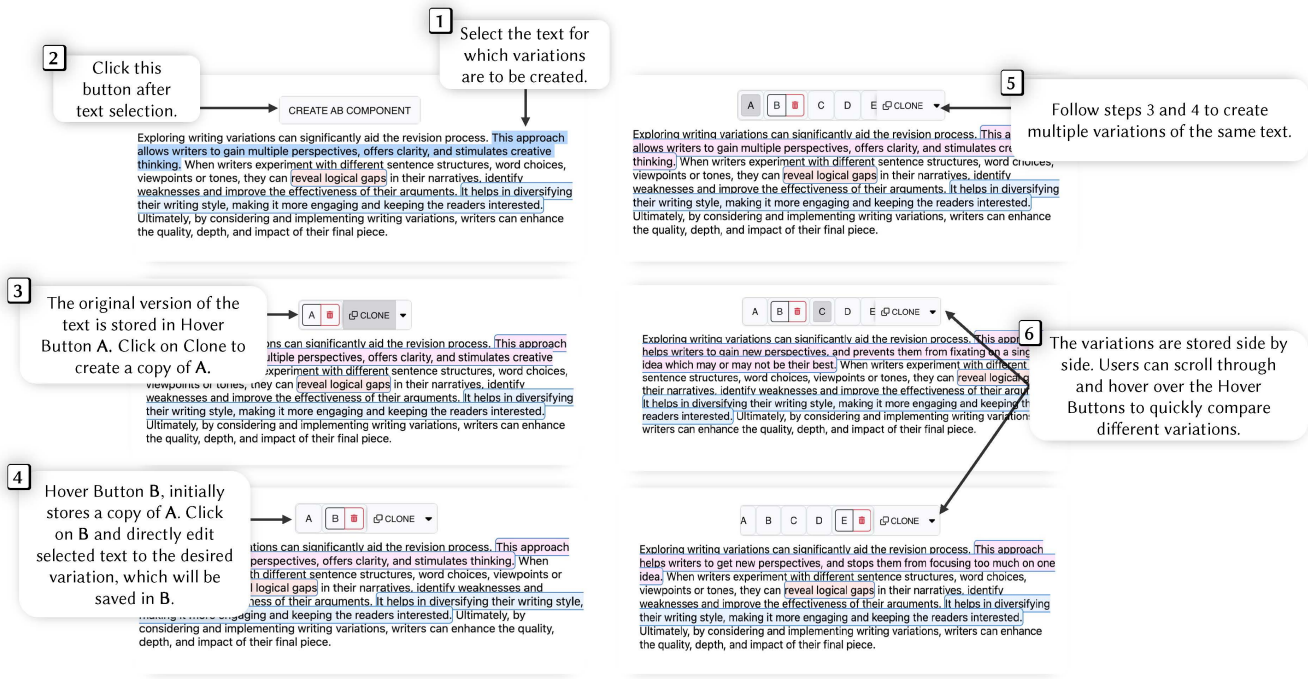 1
Select the text for
which variations
are to be created.
2
Click this
button after
text selection.
CREATE AB COMPONENT
Exploring writing variations can significantly aid the revision process. This approach
allows writers to gain multiple perspectives, offers clarity, and stimulates creative
thinking. When writers experiment with different sentence structures, word choices,
viewpoints or tones, they can reveal logical gaps in their narratives, identify
weaknesses and improve the effectiveness of their arguments. It helps in diversifying
their writing style, making it more engaging and keeping the readers interested.
Ultimately, by considering and implementing writing variations, writers can enhance
the quality, depth, and impact of their final piece.
3
The original version of the
text is stored in Hover
Button A. Click on Clone to
create a copy of A.
A CLONE
ns can significantly aid the revision process. This approach
ultiple perspectives, offers clarity, and stimulates creative
experiment with different sentence structures, word choices,
viewpoints or tones, they can reveal logical gaps in their narratives, identify
weaknesses and improve the effectiveness of their arguments. It helps in diversifying
their writing style, making it more engaging and keeping the readers interested.
Ultimately, by considering and implementing writing variations, writers can enhance
the quality, depth, and impact of their final piece.
4
Hover Button B, initially
stores a copy of A. Click
on B and directly edit
selected text to the desired
variation, which will be
saved in B.
A B CLONE
tions can significantly aid the revision process. This approach
perspectives, offers clarity, and stimulates thinking. When
th different sentence structures, word choices, viewpoints or
logical gaps in their narratives, identify weaknesses and
ness of their arguments. It helps in diversifying their writing style,
making it more engaging and keeping the readers interested. Ultimately, by
considering and implementing writing variations, writers can enhance the quality,
depth, and impact of their final piece.
5
Follow steps 3 and 4 to create
multiple variations of the same text.
A B C D E CLONE
Exploring writing variations can significantly aid the revision process. This a
allows writers to gain multiple perspectives, offers clarity, and stimulates cre
thinking. When writers experiment with different sentence structures, word choices,
viewpoints or tones, they can reveal logical gaps in their narratives, identify
weaknesses and improve the effectiveness of their arguments. It helps in diversifying
their writing style, making it more engaging and keeping the readers interested.
Ultimately, by considering and implementing writing variations, writers can enhance
the quality, depth, and impact of their final piece.
6
The variations are stored side by
side. Users can scroll through
and hover over the Hover
Buttons to quickly compare
different variations.
A B C D E CLONE
Exploring writing variations can significantly aid the revision process. This appr
helps writers to gain new perspectives, and prevents them from fixating on a sing
idea which may or may not be their best. When writers experiment with different
sentence structures, word choices, viewpoints or tones, they can reveal logical g
their narratives, identify weaknesses and improve the effectiveness of their argum
It helps in diversifying their writing style, making it more engaging and keeping th
readers interested. Ultimately, by considering and implementing writing variations
writers can enhance the quality, depth, and impact of their final piece.
A B C D E CLONE
Exploring writing variations can significantly aid the revision process. This approach
helps writers to get new perspectives, and stops them from focusing too much on one
idea. When writers experiment with different sentence structures, word choices,
viewpoints or tones, they can reveal logical gaps in their narratives, identify
weaknesses and improve the effectiveness of their arguments. It helps in diversifying
their writing style, making it more engaging and keeping the readers interested.
Ultimately, by considering and implementing writing variations, writers can enhance
the quality, depth, and impact of their final piece.